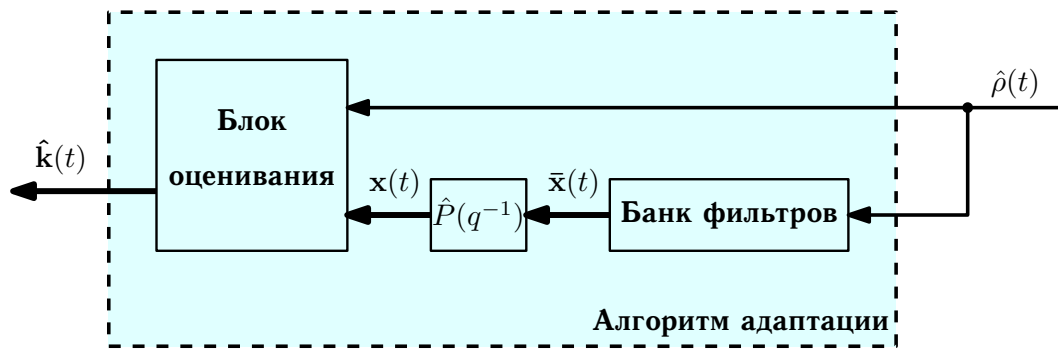 ρ̂(t)
Блок
оценивания
k̂(t)
x(t)
P̂(q⁻¹)
x̄(t)
Банк фильтров
Алгоритм адаптации